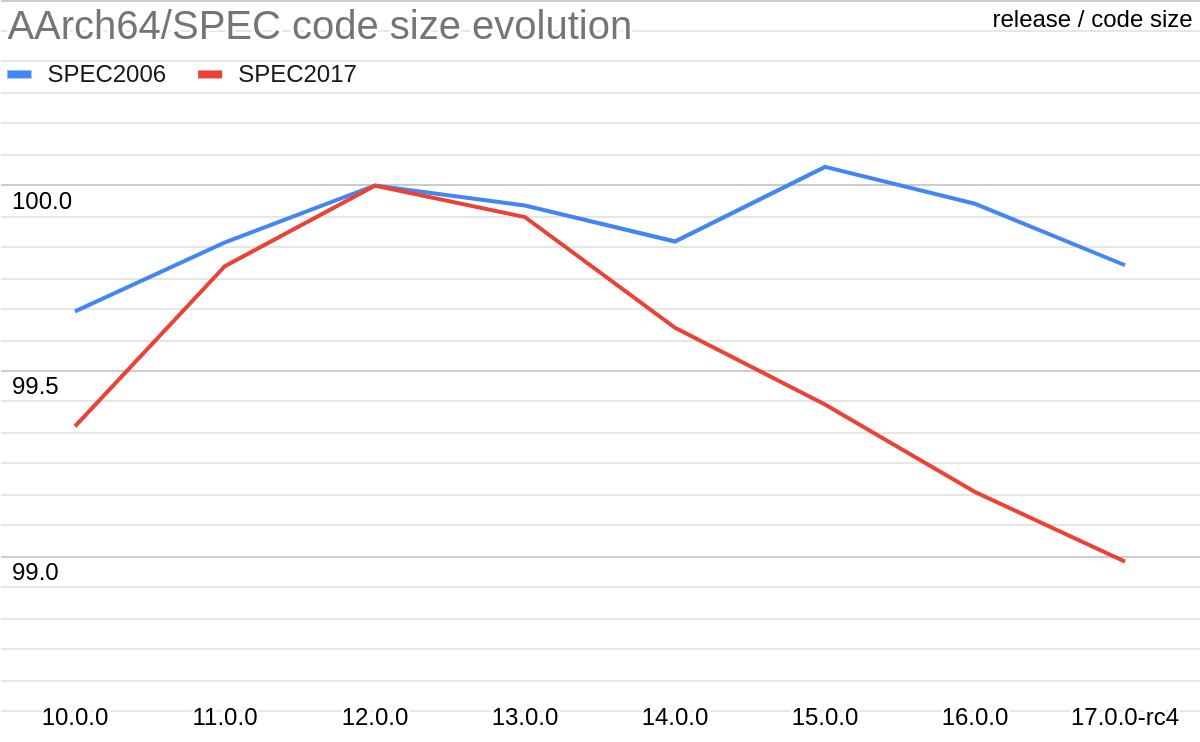 AArch64/SPEC code size evolution
release / code size
SPEC2006
SPEC2017
100.0
99.5
99.0
10.0.0
11.0.0
12.0.0
13.0.0
14.0.0
15.0.0
16.0.0
17.0.0-rc4